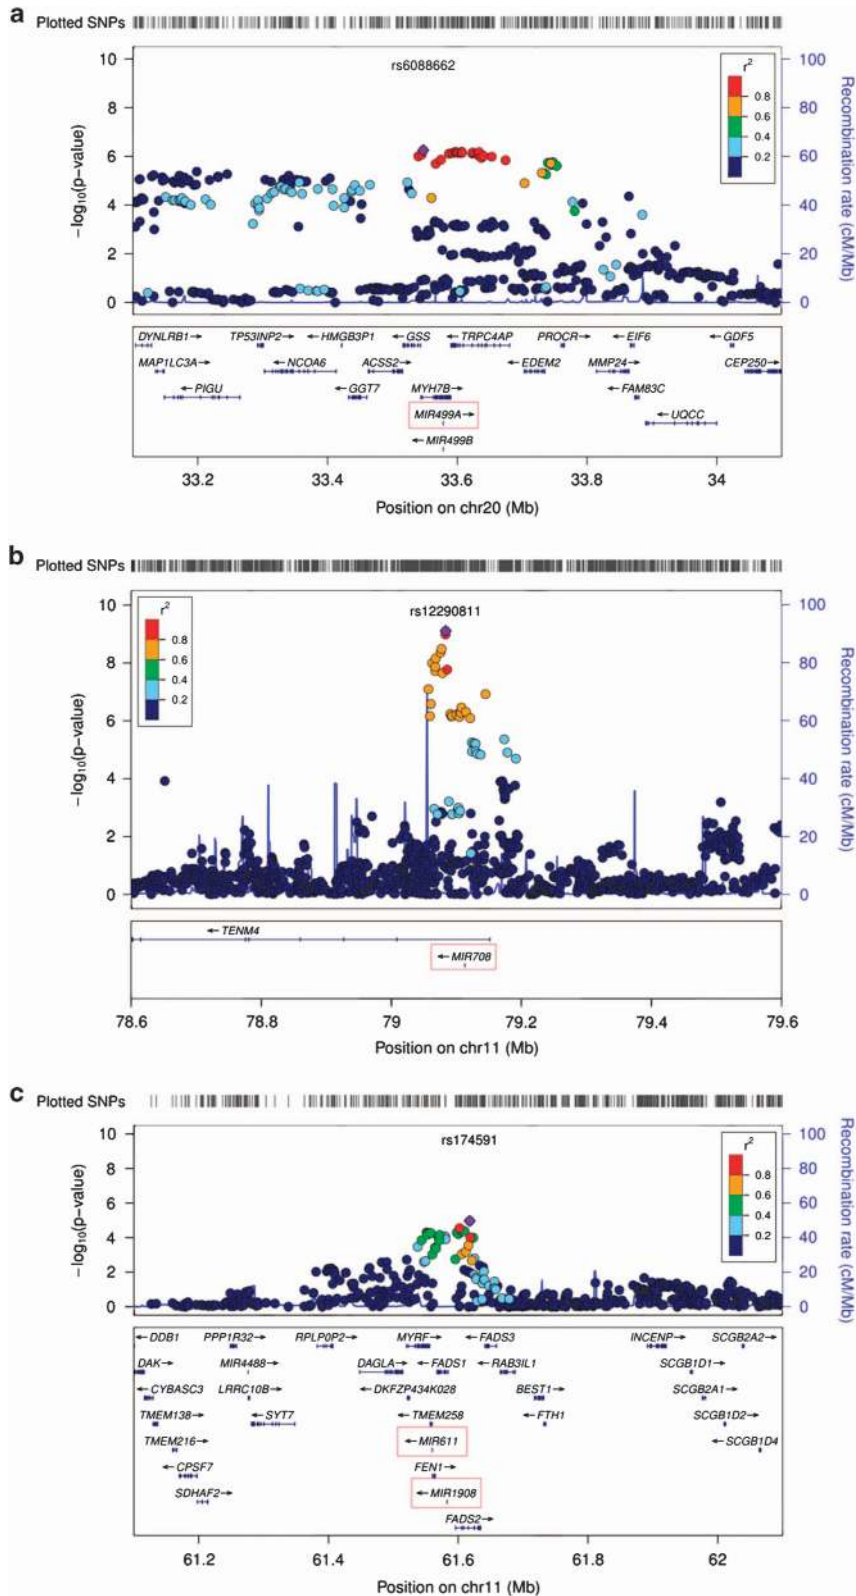 a
Plotted SNPs
rs6088662
r2
0.8
0.6
0.4
0.2
−log10(p−value)
10
8
6
4
2
0
Recombination rate (cM/Mb)
100
80
60
40
20
0
DYNLRB1→ TP53INP2→ ←HMGB3P1 ←GSS ←TRPC4AP PROCR→ ←EIF6 ←GDF5
MAP1LC3A→ ←NCOA6 ACSS2→ ←EDEM2 MMP24→ CEP250→
←PIGU ←GGT7 MYH7B→ ←FAM83C ←UQCC
MIR499A→
←MIR499B
33.2 33.4 33.6 33.8 34
Position on chr20 (Mb)
b
Plotted SNPs
rs12290811
r2
0.8
0.6
0.4
0.2
−log10(p−value)
10
8
6
4
2
0
Recombination rate (cM/Mb)
100
80
60
40
20
0
←TENM4
←MIR708
78.6 78.8 79 79.2 79.4 79.6
Position on chr11 (Mb)
c
Plotted SNPs
rs174591
r2
0.8
0.6
0.4
0.2
−log10(p−value)
10
8
6
4
2
0
Recombination rate (cM/Mb)
100
80
60
40
20
0
←DDB1 PPP1R32→ RPLP0P2→ MYRF→ ←FADS3 INCENP→ SCGB2A2→
DAK→ MIR4488→ DAGLA→ ←FADS1 ←RAB3IL1 SCGB1D1→
←CYBASC3 LRRC10B→ ←DKFZP434K028 BEST1→ SCGB2A1→
TMEM138→ ←SYT7 ←TMEM258 ←FTH1 SCGB1D2→
TMEM216→ ←MIR611 ←SCGB1D4
←CPSF7 FEN1→
SDHAF2→ ←MIR1908
FADS2→
61.2 61.4 61.6 61.8 62
Position on chr11 (Mb)